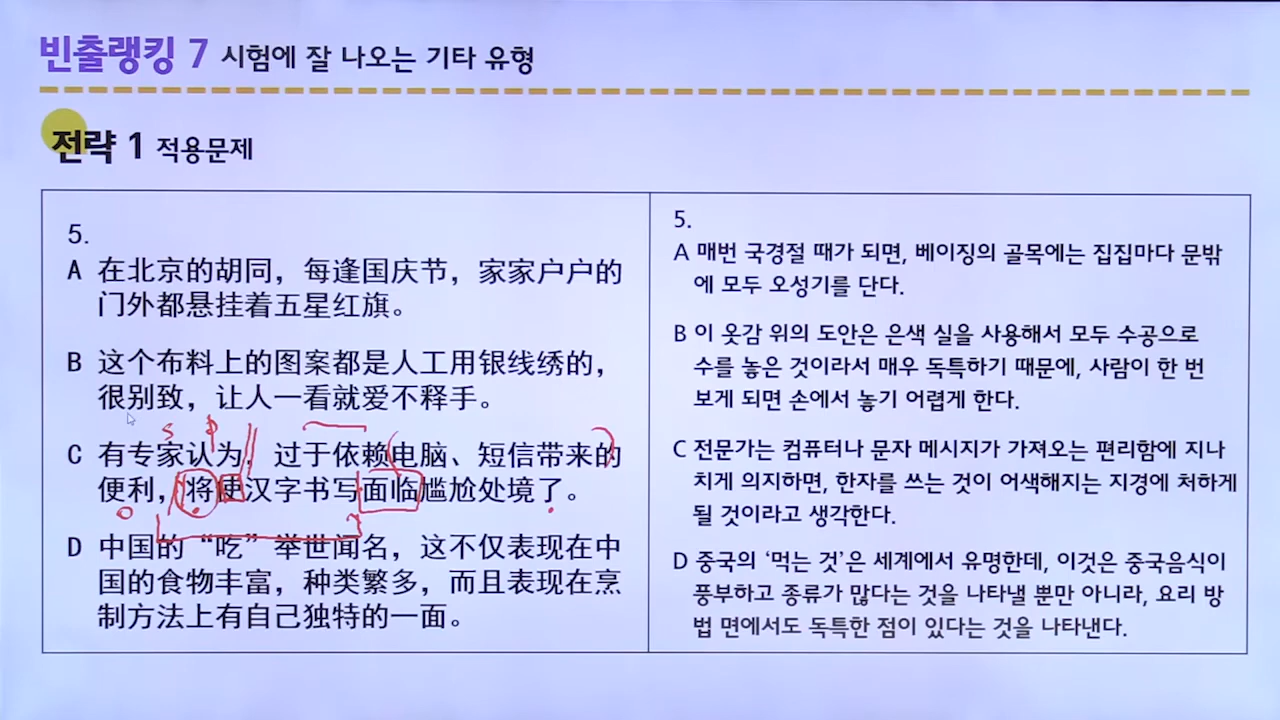 빈출랭킹 7 시험에 잘 나오는 기타 유형
전략 1 적용문제
5.
A 在北京的胡同，每逢国庆节，家家户户的
门外都悬挂着五星红旗。
B 这个布料上的图案都是人工用银线绣的，
很别致，让人一看就爱不释手。
C 有专家认为，过于依赖电脑、短信带来的
便利，将使汉字书写面临尴尬处境了。
D 中国的“吃”举世闻名，这不仅表现在中
国的食物丰富，种类繁多，而且表现在烹
制方法上有自己独特的一面。
5.
A 매번 국경절 때가 되면, 베이징의 골목에는 집집마다 문밖
에 모두 오성기를 단다.
B 이 옷감 위의 도안은 은색 실을 사용해서 모두 수공으로
수를 놓은 것이라서 매우 독특하기 때문에, 사람이 한 번
보게 되면 손에서 놓기 어렵게 한다.
C 전문가는 컴퓨터나 문자 메시지가 가져오는 편리함에 지나
치게 의지하면, 한자를 쓰는 것이 어색해지는 지경에 처하게
될 것이라고 생각한다.
D 중국의 ‘먹는 것’은 세계에서 유명한데, 이것은 중국음식이
풍부하고 종류가 많다는 것을 나타낼 뿐만 아니라, 요리 방
법 면에서도 독특한 점이 있다는 것을 나타낸다.